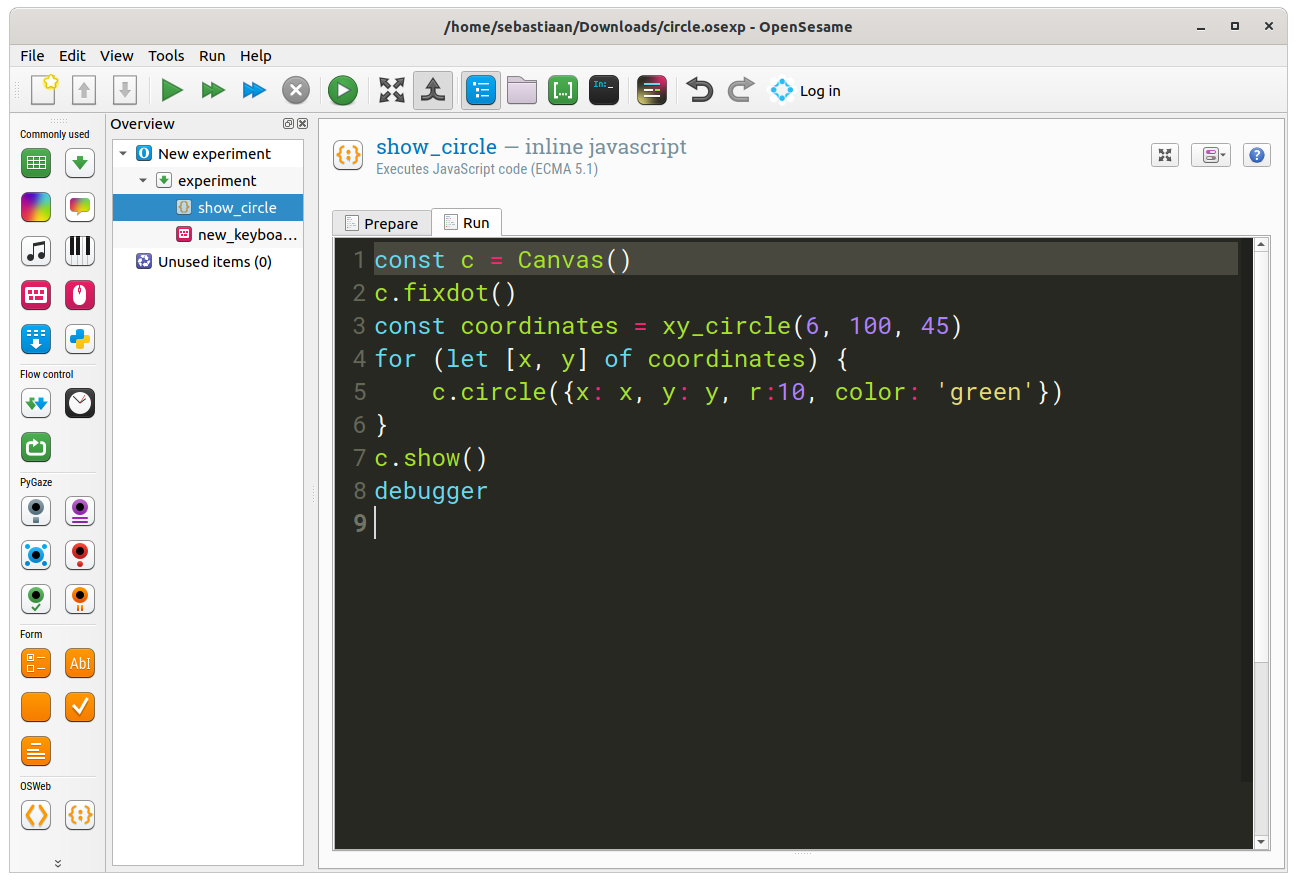 /home/sebastiaan/Downloads/circle.osexp - OpenSesame
File Edit View Tools Run Help
[...]
In:
Log in
Commonly used
Flow control
PyGaze
Form
AbI
OSWeb
Overview
New experiment
experiment
show_circle
new_keyboa...
Unused items (0)
show_circle — inline javascript
Executes JavaScript code (ECMA 5.1)
Prepare Run
1 const c = Canvas()
2 c.fixdot()
3 const coordinates = xy_circle(6, 100, 45)
4 for (let [x, y] of coordinates) {
5     c.circle({x: x, y: y, r:10, color: 'green'})
6 }
7 c.show()
8 debugger
9